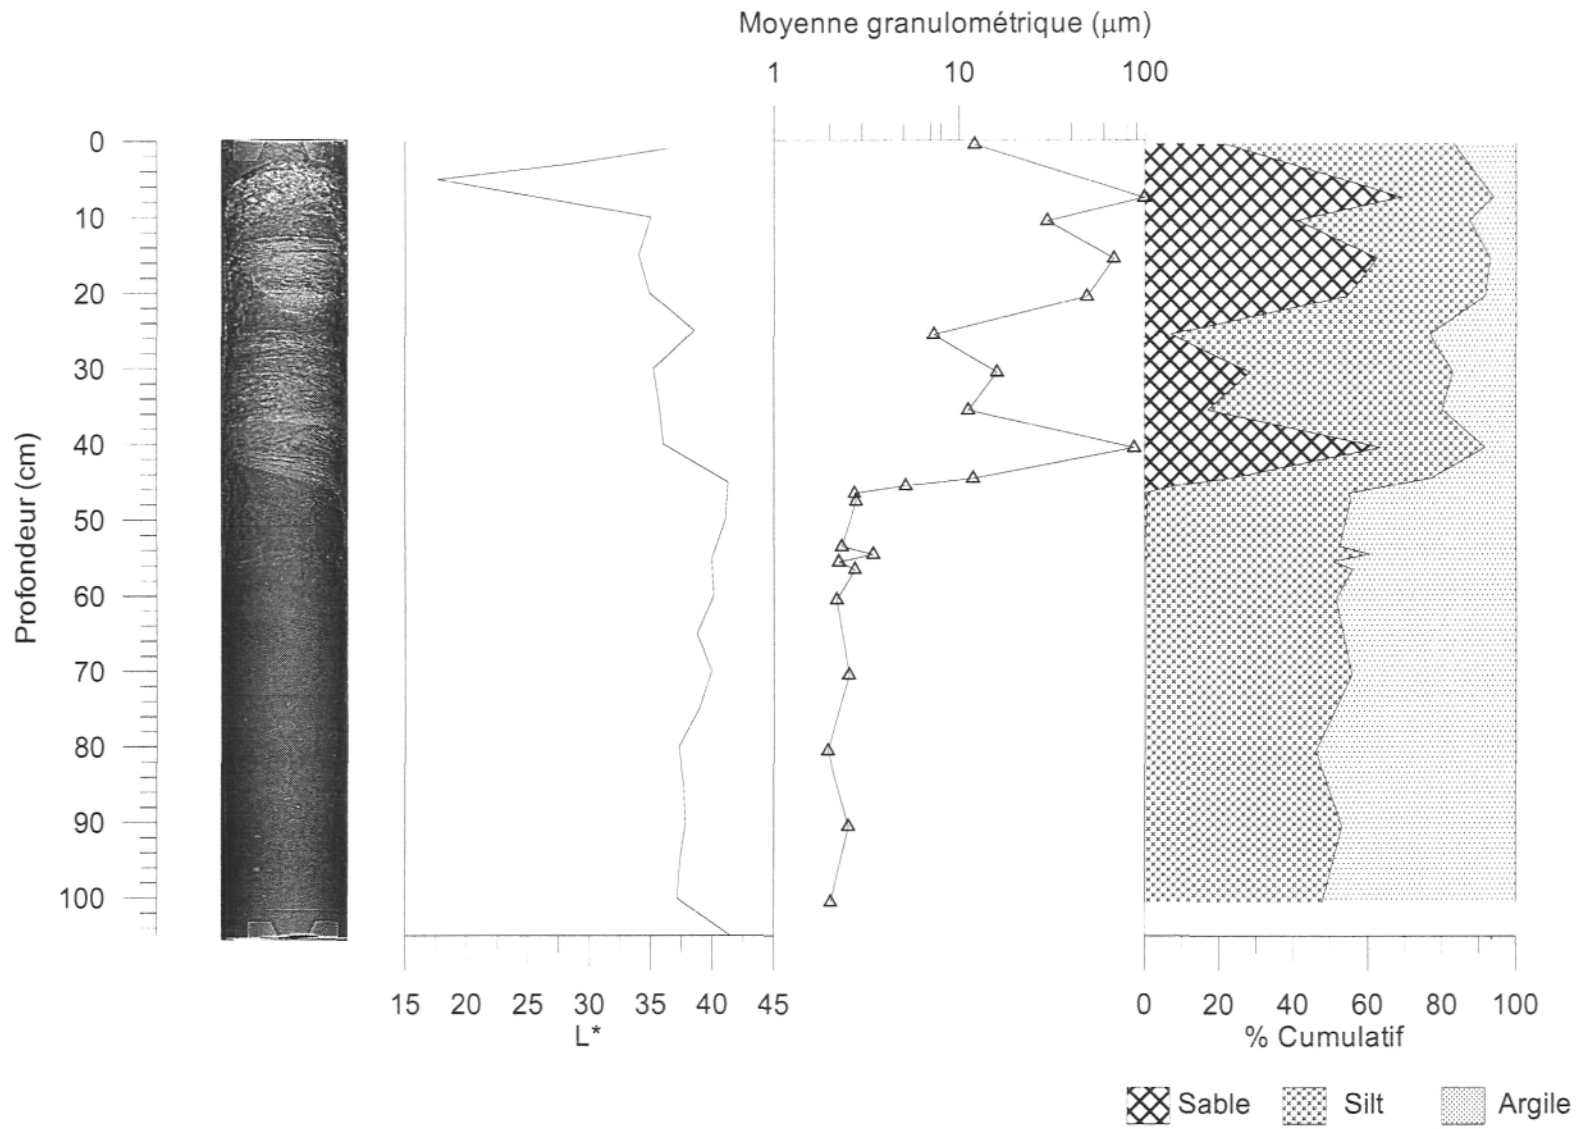 Moyenne granulométrique (μm)
1 10 100
0
10
20
30
40
50
60
70
80
90
100
Profondeur (cm)
15 20 25 30 35 40 45
L*
0 20 40 60 80 100
% Cumulatif
Sable Silt Argile